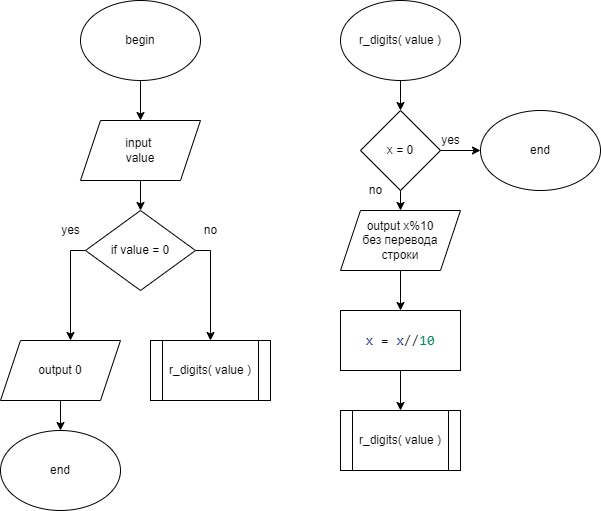 begin
input
value
if value = 0
yes
no
output 0
r_digits( value )
end
r_digits( value )
x = 0
yes
end
no
output x%10
без перевода
строки
x = x//10
r_digits( value )